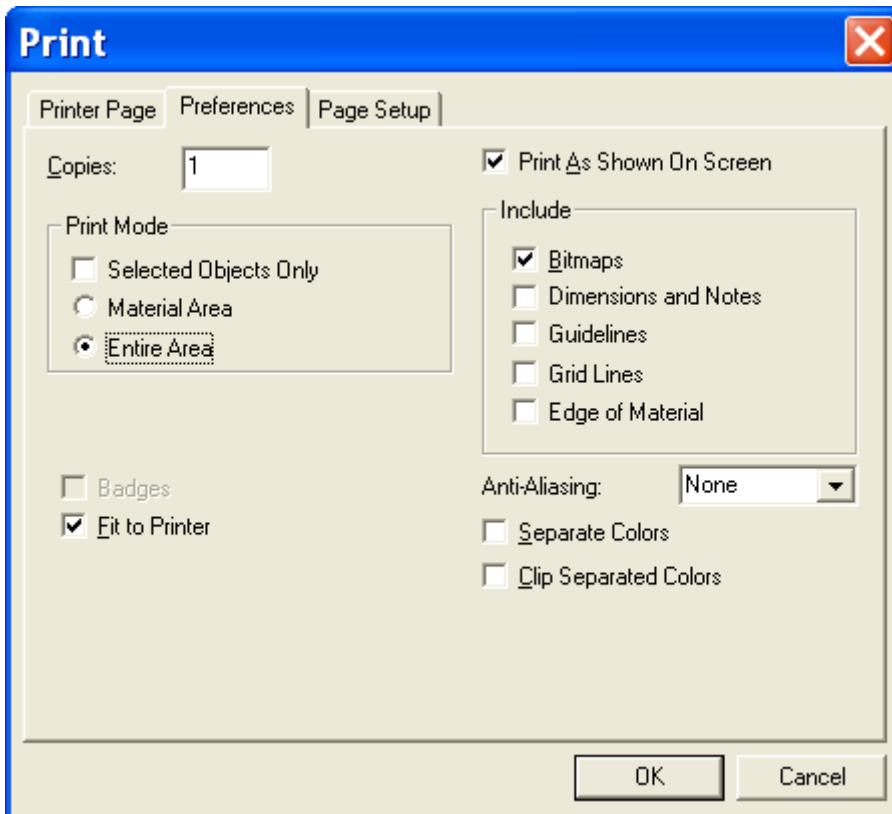 Print
Printer Page Preferences Page Setup
Copies: 1
Print Mode
Selected Objects Only
Material Area
Entire Area
Badges
Fit to Printer
Print As Shown On Screen
Include
Bitmaps
Dimensions and Notes
Guidelines
Grid Lines
Edge of Material
Anti-Aliasing: None
Separate Colors
Clip Separated Colors
OK Cancel